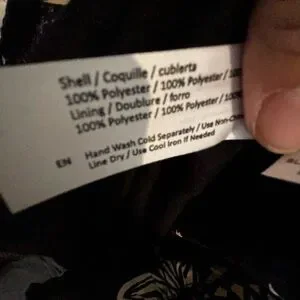 Shell / Coquille / cubierta
100% Polyester / 100% Polyester / 100
Lining / Doublure / forro
100% Polyester / 100% Polyester / 100%
EN Hand Wash Cold Separately / Use Non-Chlo
Line Dry / Use Cool Iron If Needed